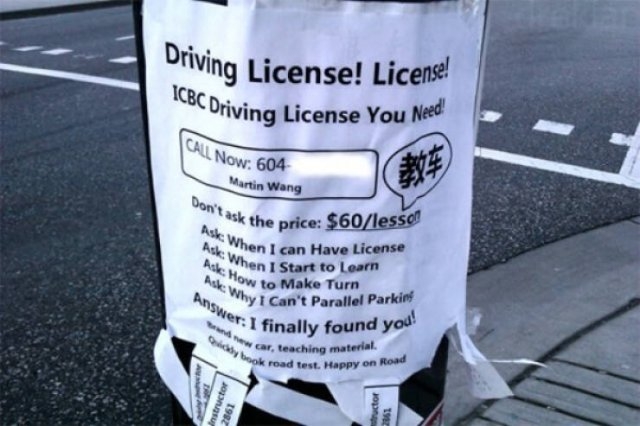 Driving License! License!
ICBC Driving License You Need!
CALL Now: 604-
Martin Wang
教车
Don't ask the price: $60/lesson
Ask: When I can Have License
Ask: When I Start to Learn
Ask: How to Make Turn
Ask: Why I Can't Parallel Parking
Answer: I finally found you!
Brand new car, teaching material.
Quickly book road test. Happy on Road
Instructor
2861
2861